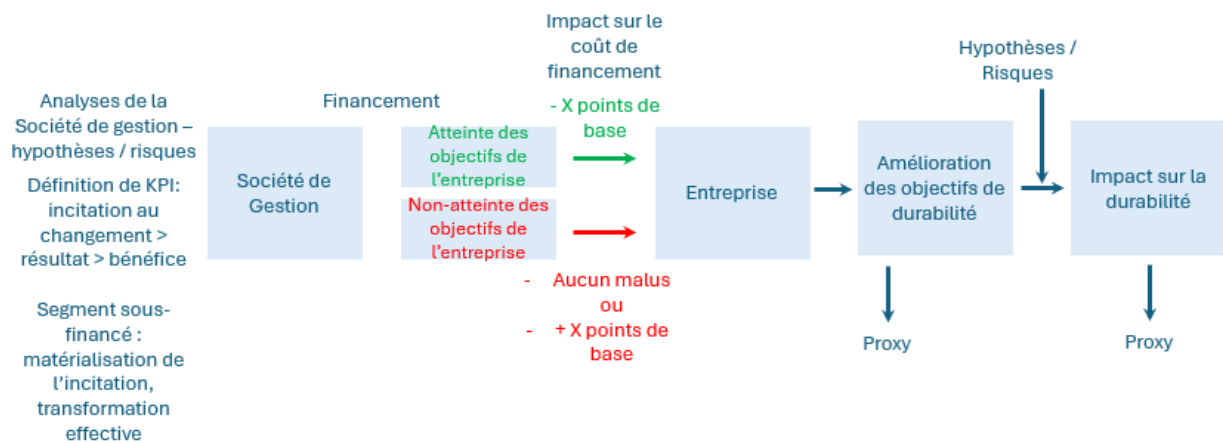 Analyses de la
Société de gestion –
hypothèses / risques
Définition de KPI:
incitation au
changement >
résultat > bénéfice
Segment sous-
financé :
matérialisation de
l'incitation,
transformation
effective
Société de
Gestion
Financement
Atteinte des
objectifs de
l'entreprise
Non-atteinte des
objectifs de
l'entreprise
Impact sur le
coût de
financement
- X points de
base
- Aucun malus
ou
- + X points de
base
Entreprise
Amélioration
des objectifs de
durabilité
Proxy
Hypothèses /
Risques
Impact sur la
durabilité
Proxy